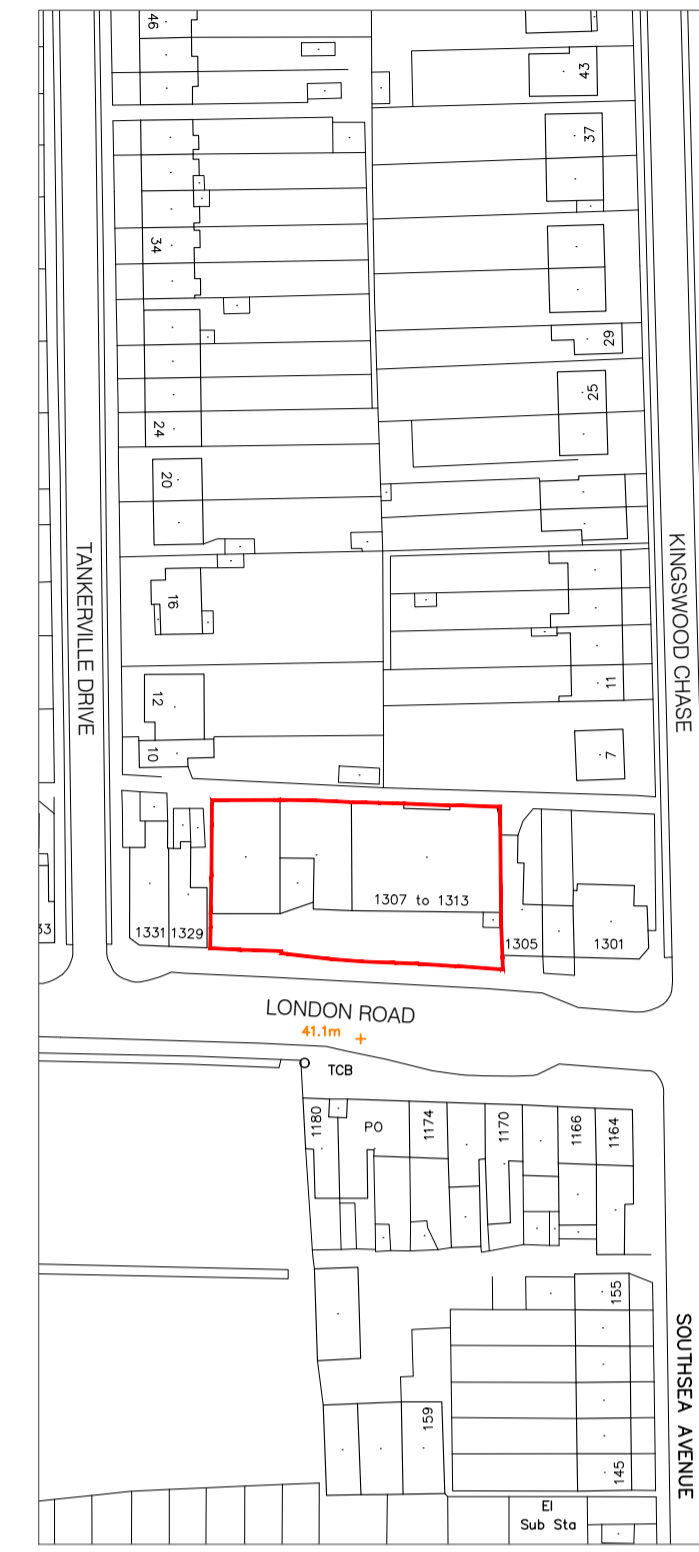 46
43
37
34
29
25
24
20
TANKERVILLE DRIVE
KINGSWOOD CHASE
16
11
12
10
7
1307 to 1313
33
1331
1329
1305
1301
LONDON ROAD
41.1m
TCB
1180
PO
1174
1170
1166
1164
155
SOUTHSEA AVENUE
159
145
El
Sub Sta